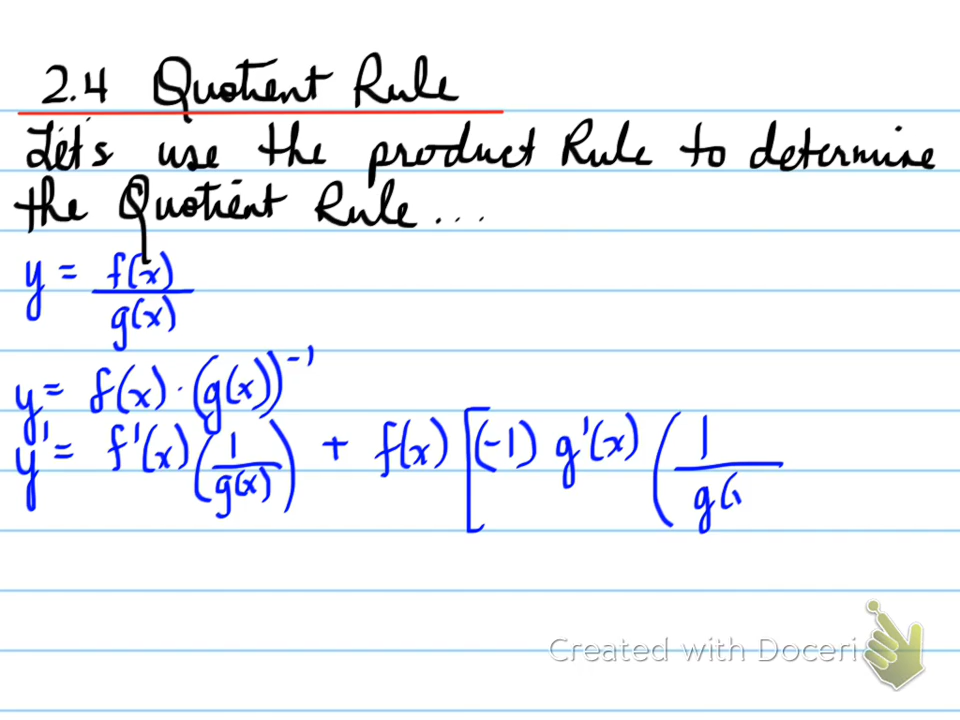 2.4 Quotient Rule
Let's use the product Rule to determine
the Quotient Rule...
y = f(x)/g(x)
y = f(x) · (g(x))⁻¹
y' = f'(x) (1/g(x)) + f(x) [(-1) g'(x) (1/g(
Created with Doceri